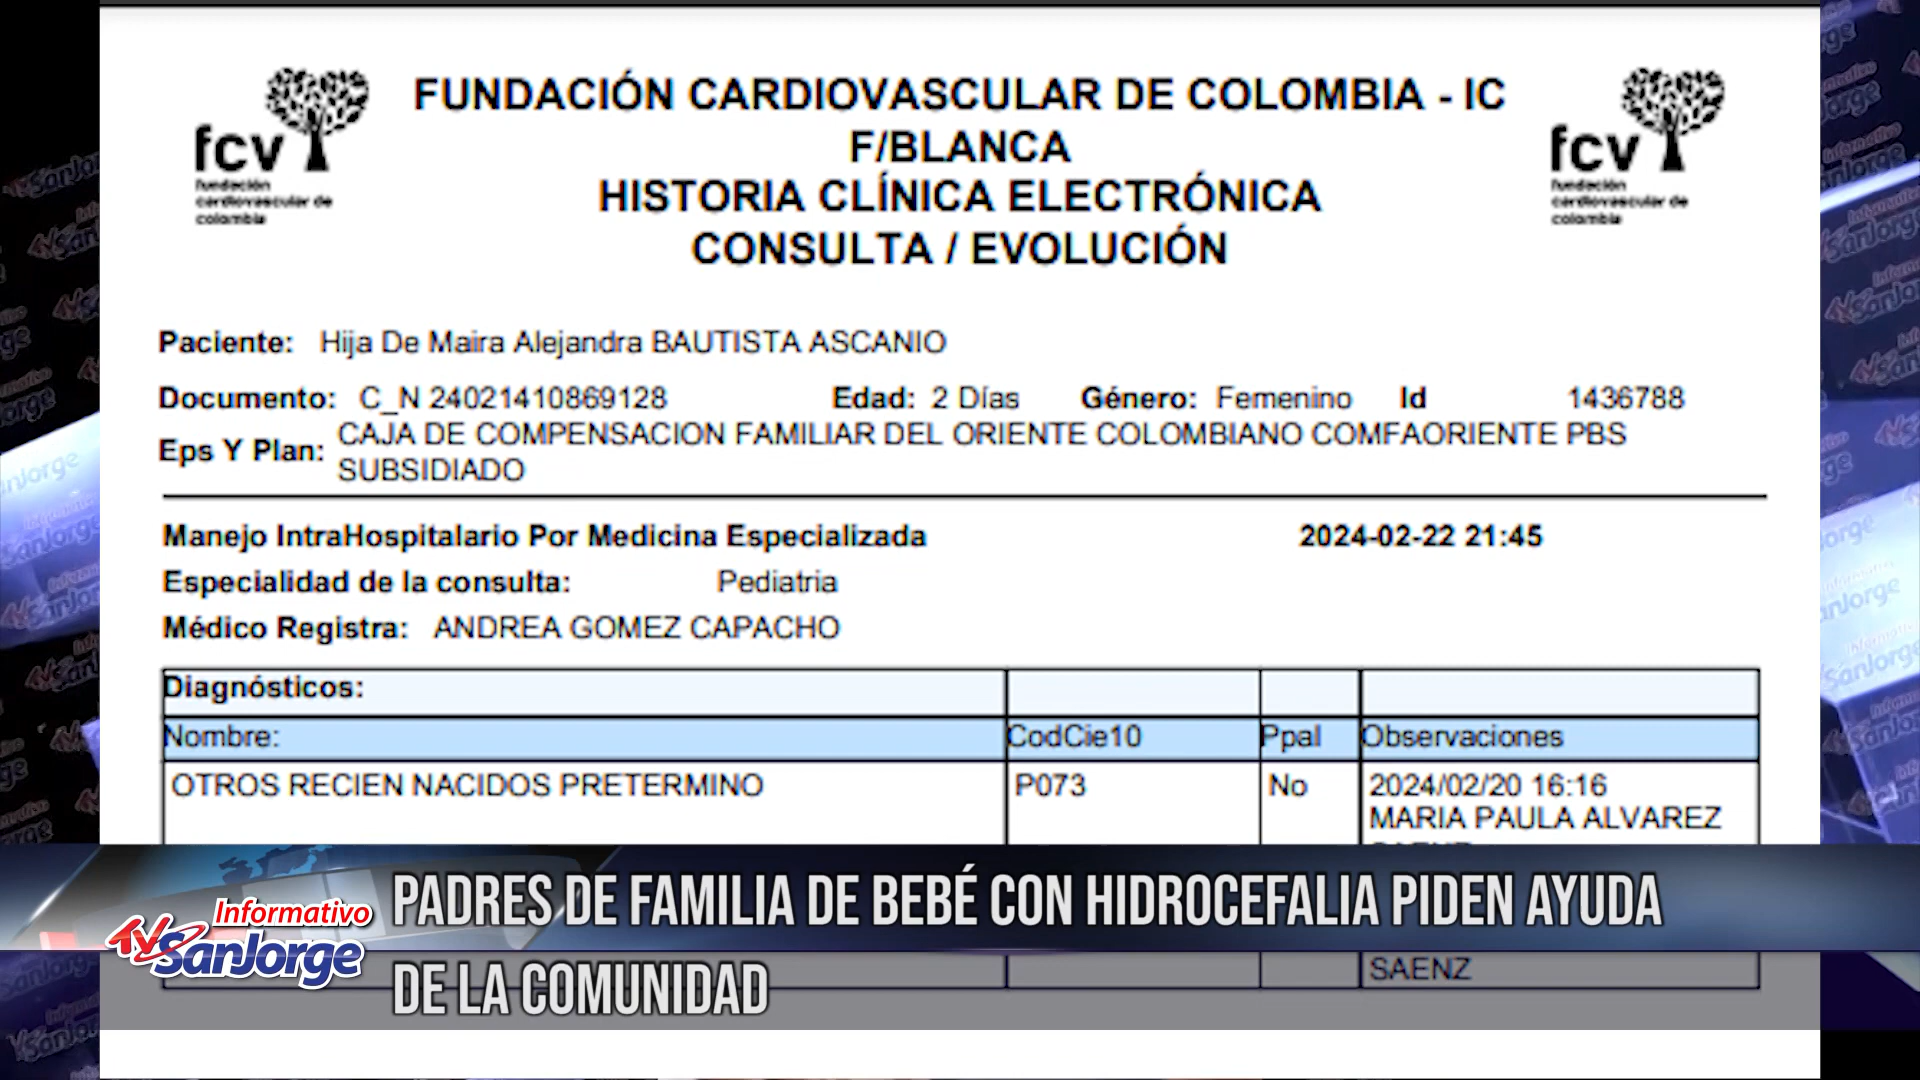 fcv
fundación
cardiovascular de
colombia
FUNDACIÓN CARDIOVASCULAR DE COLOMBIA - IC
F/BLANCA
HISTORIA CLÍNICA ELECTRÓNICA
CONSULTA / EVOLUCIÓN
fcv
fundación
cardiovascular de
colombia
Paciente: Hija De Maira Alejandra BAUTISTA ASCANIO
Documento: C_N 24021410869128 Edad: 2 Días Género: Femenino Id 1436788
Eps Y Plan: CAJA DE COMPENSACION FAMILIAR DEL ORIENTE COLOMBIANO COMFAORIENTE PBS
SUBSIDIADO
Manejo IntraHospitalario Por Medicina Especializada 2024-02-22 21:45
Especialidad de la consulta: Pediatria
Médico Registra: ANDREA GOMEZ CAPACHO
Diagnósticos:
Nombre: CodCie10 Ppal Observaciones
OTROS RECIEN NACIDOS PRETERMINO P073 No 2024/02/20 16:16
MARIA PAULA ALVAREZ
SAENZ
Informativo
TVSanJorge
PADRES DE FAMILIA DE BEBÉ CON HIDROCEFALIA PIDEN AYUDA
DE LA COMUNIDAD